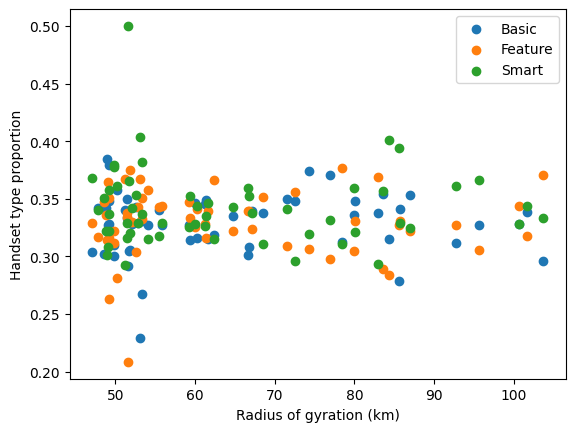 Basic
Feature
Smart
Handset type proportion
0.50
0.45
0.40
0.35
0.30
0.25
0.20
50 60 70 80 90 100
Radius of gyration (km)